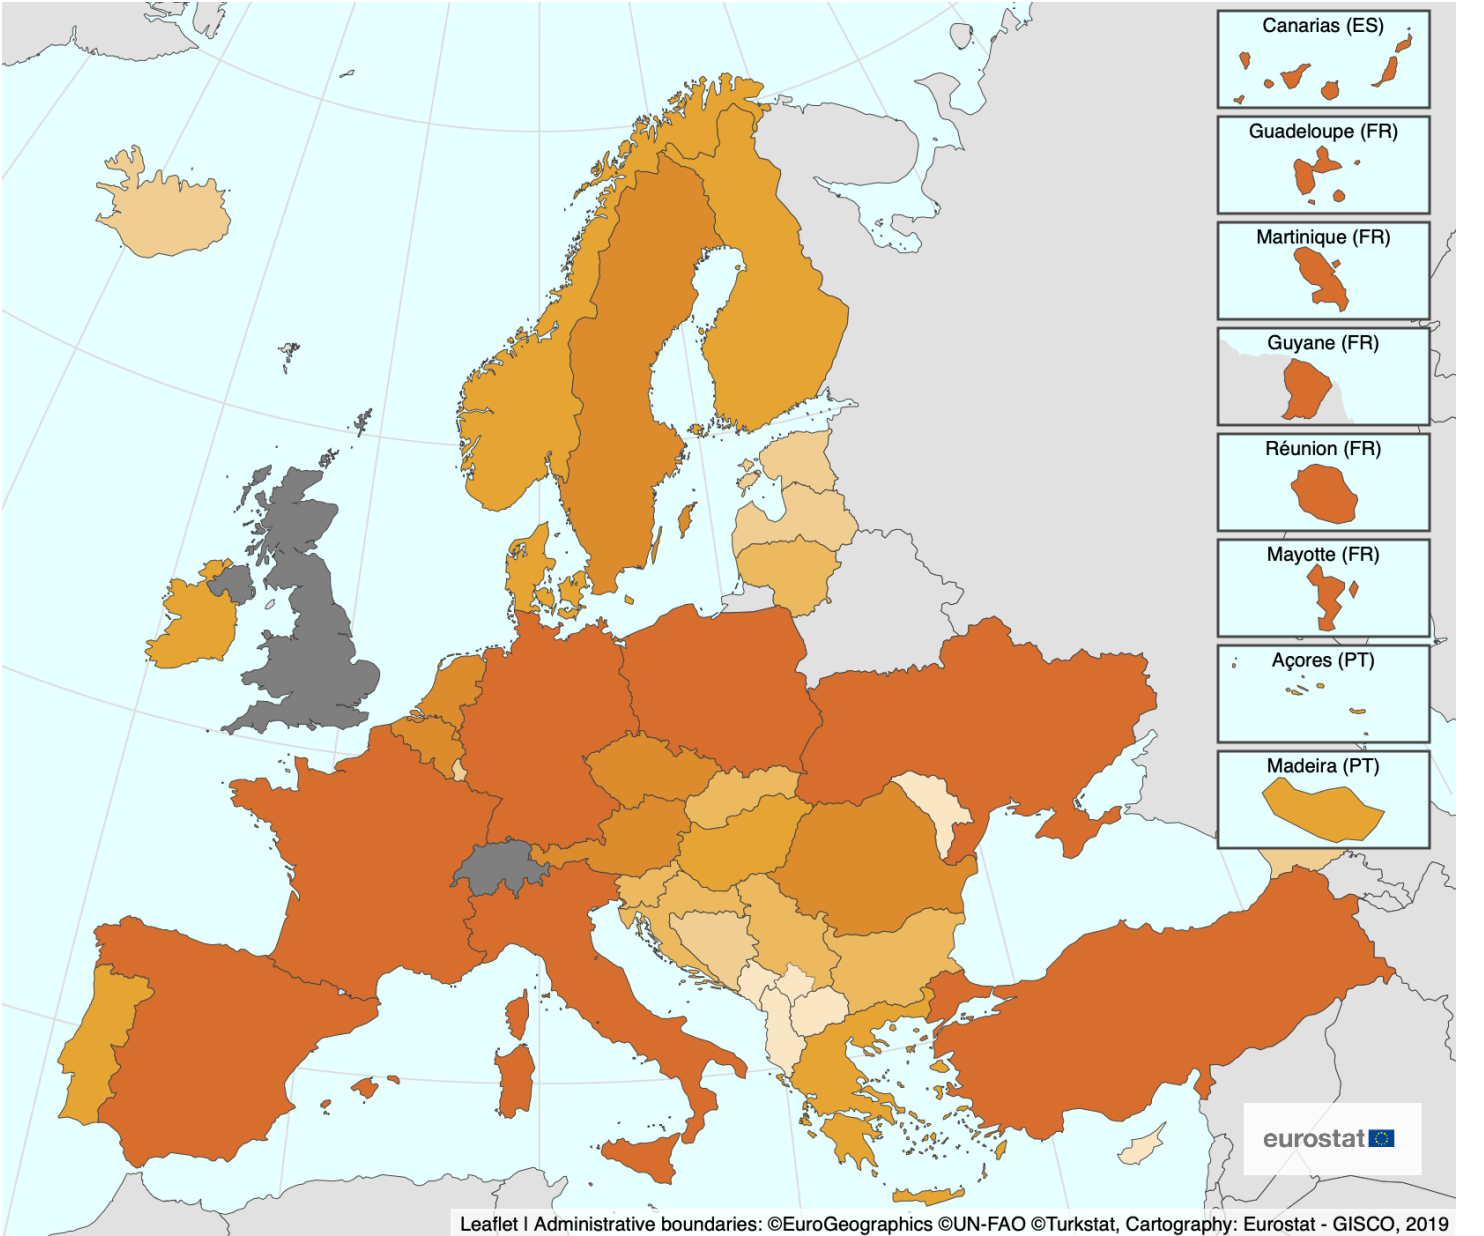 Canarias (ES)
Guadeloupe (FR)
Martinique (FR)
Guyane (FR)
Réunion (FR)
Mayotte (FR)
Açores (PT)
Madeira (PT)
eurostat
Leaflet | Administrative boundaries: ©EuroGeographics ©UN-FAO ©Turkstat, Cartography: Eurostat - GISCO, 2019